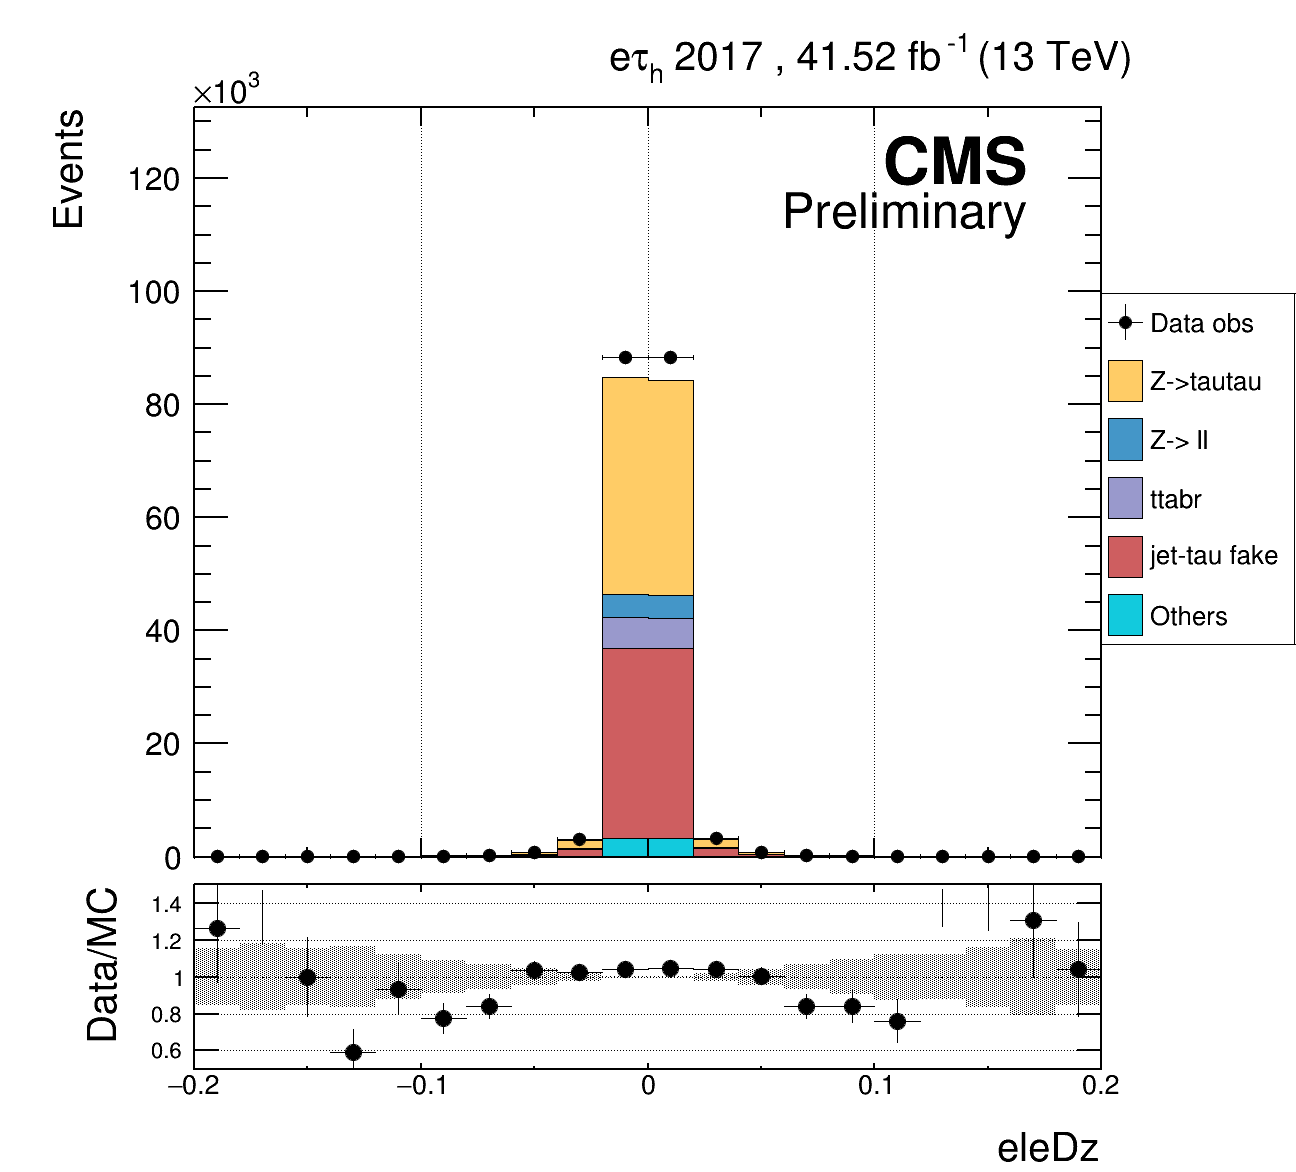 eτh 2017 , 41.52 fb-1 (13 TeV)
×103
Events
CMS
Preliminary
120
100
80
60
40
20
0
Data obs
Z->tautau
Z-> ll
ttabr
jet-tau fake
Others
Data/MC
1.4
1.2
1
0.8
0.6
−0.2
−0.1
0
0.1
0.2
eleDz